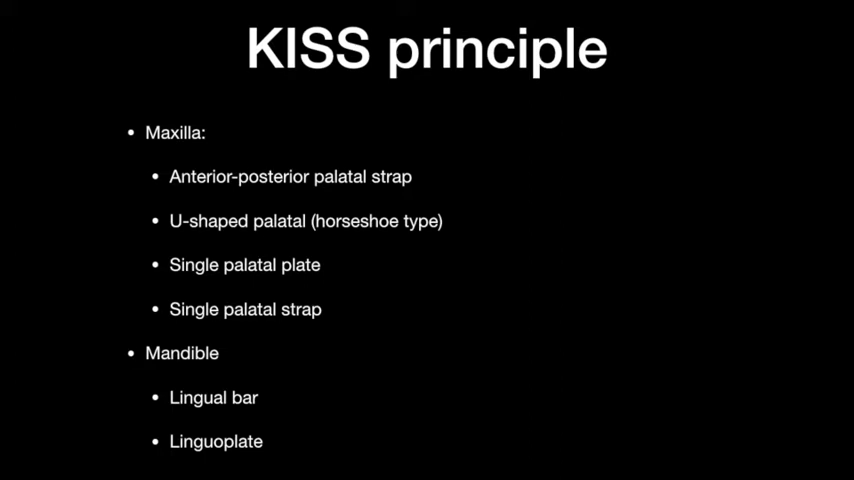 KISS principle
• Maxilla:
• Anterior-posterior palatal strap
• U-shaped palatal (horseshoe type)
• Single palatal plate
• Single palatal strap
• Mandible
• Lingual bar
• Linguoplate